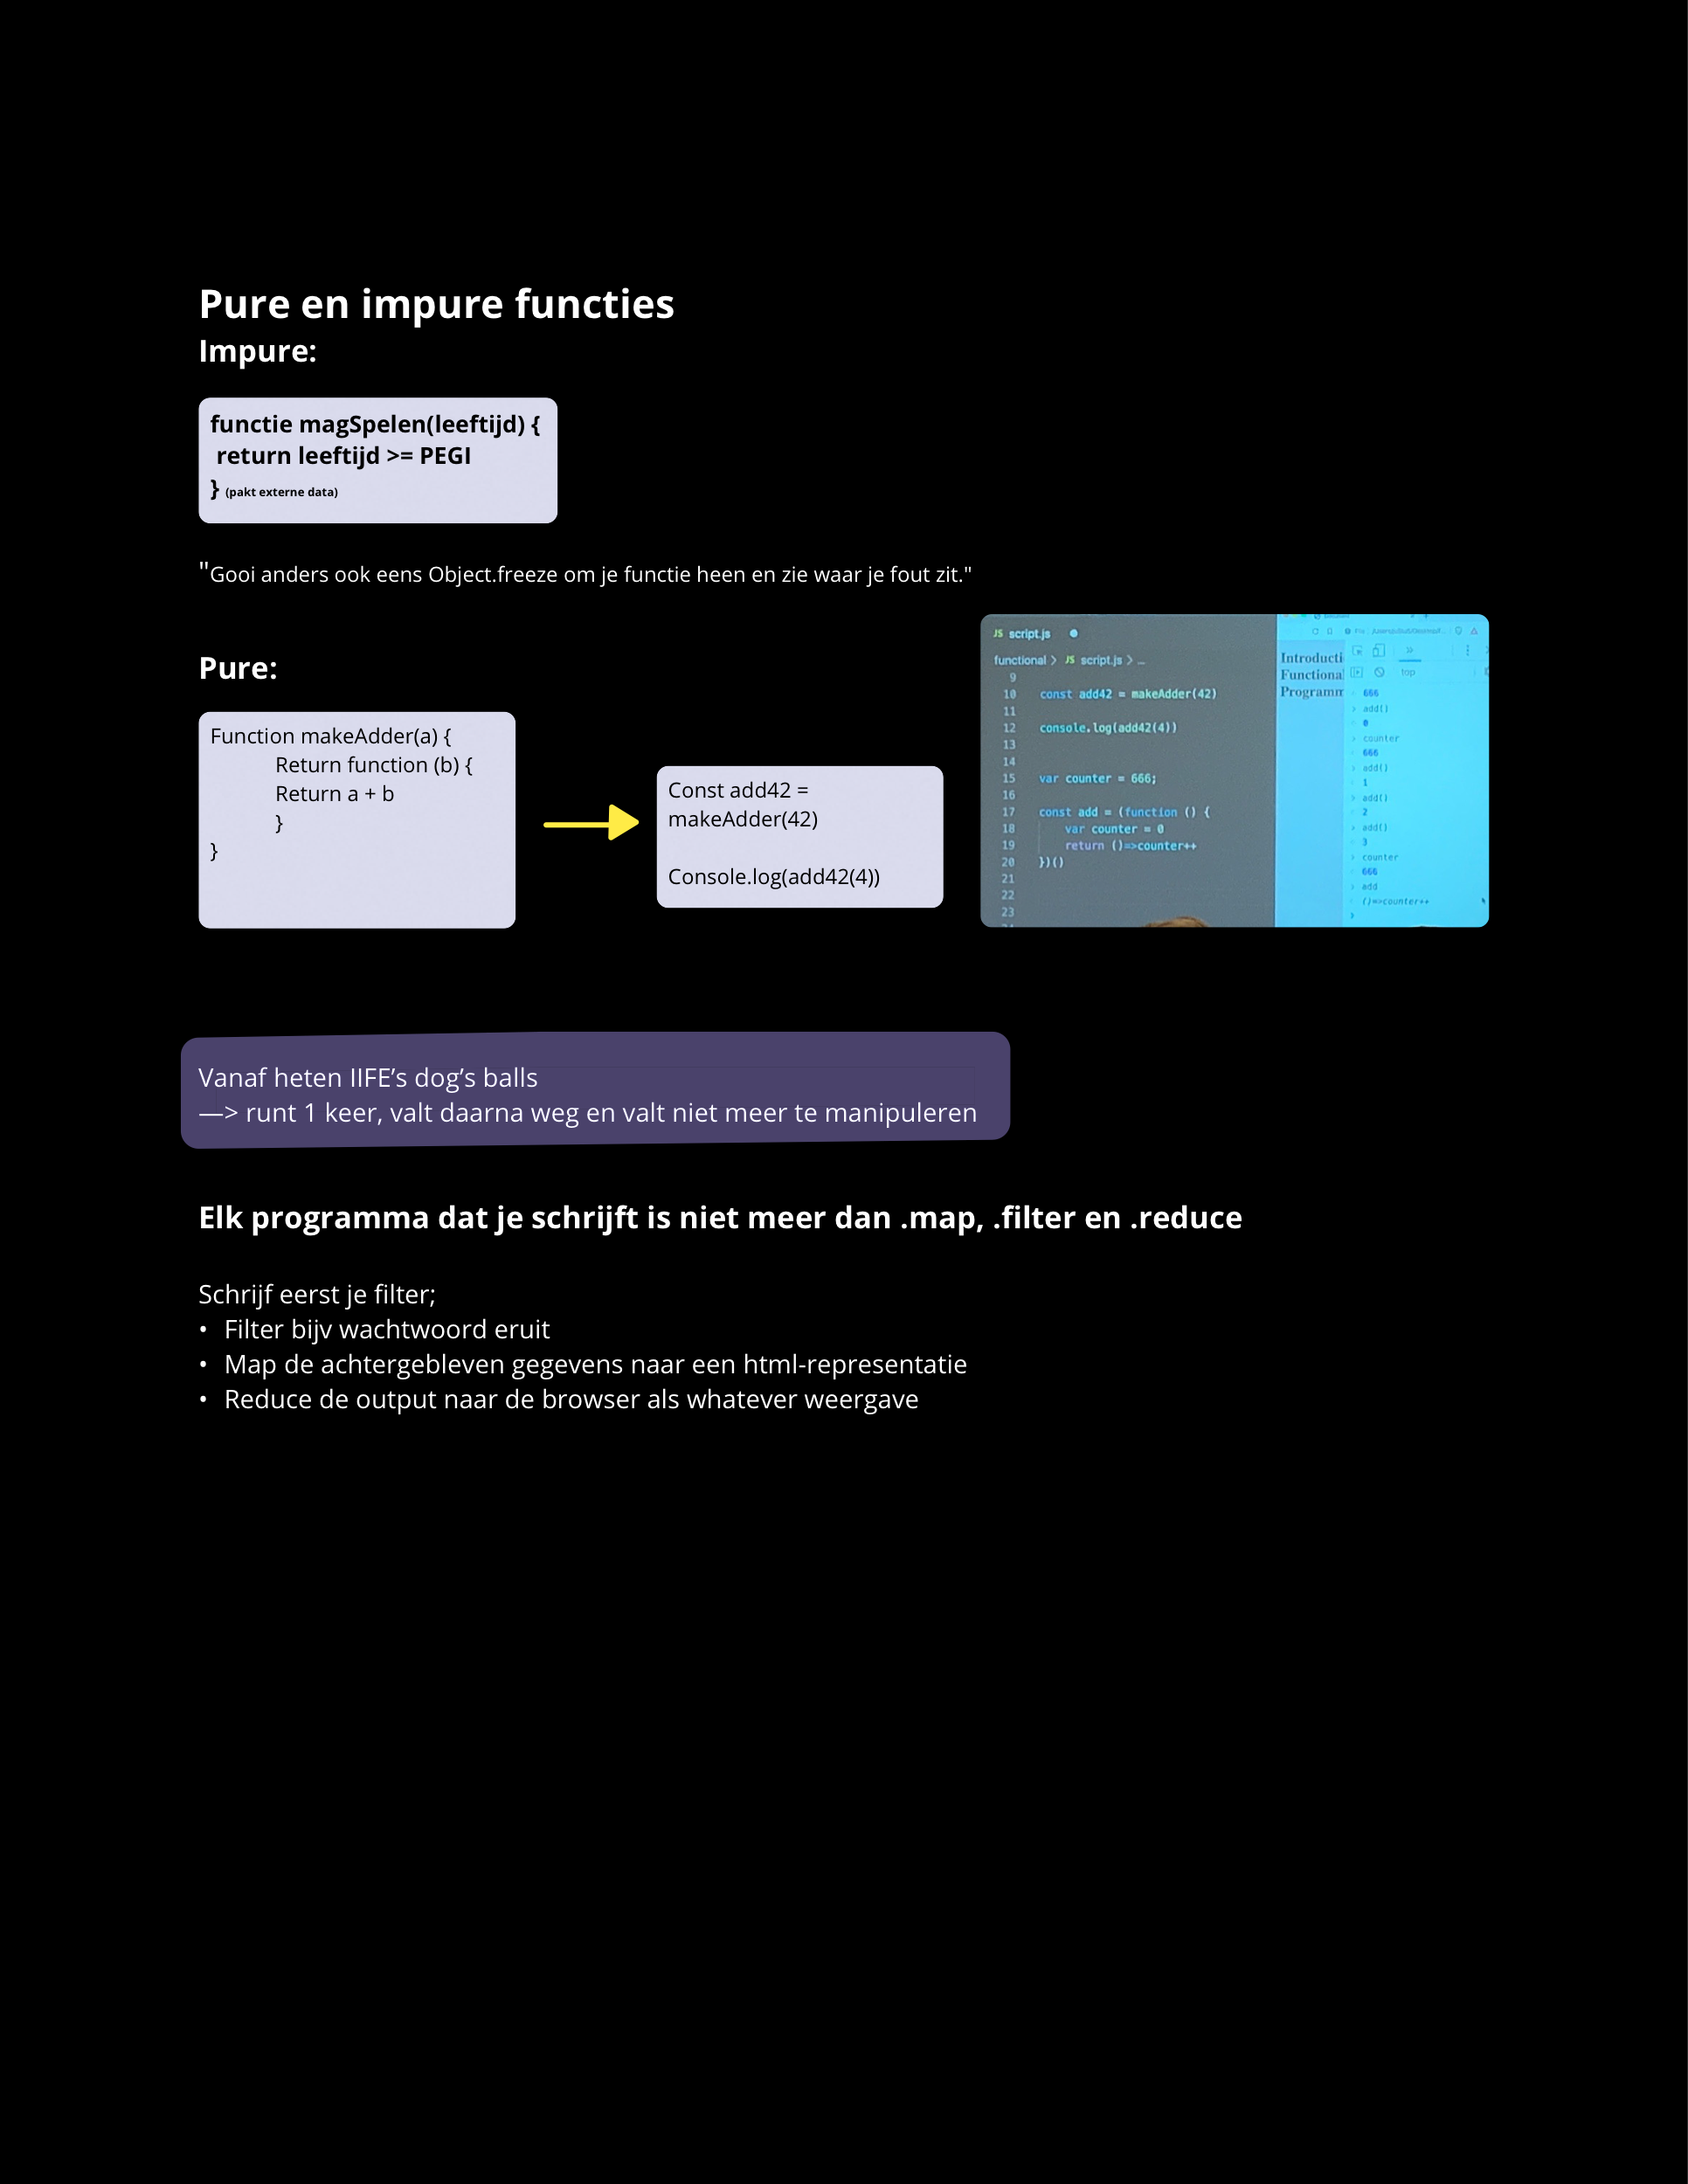 Pure en impure functies
Impure:
functie magSpelen(leeftijd) {
return leeftijd >= PEGI
} (pakt externe data)
"Gooi anders ook eens Object.freeze om je functie heen en zie waar je fout zit."
Pure:
Function makeAdder(a) {
Return function (b) {
Return a + b
}
}
Const add42 =
makeAdder(42)
Console.log(add42(4))
JS script.js
functional > JS script.js > ...
9
10 const add42 = makeAdder(42)
11
12 console.log(add42(4))
13
14
15 var counter = 666;
16
17 const add = (function () {
18 var counter = 0
19 return ()=>counter++
20 })()
21
22
23
Introducti
Functional
Programm
top
666
> add()
0
> counter
666
> add()
1
> add()
2
> add()
3
> counter
666
> add
()=>counter++
>
Vanaf heten IIFE’s dog’s balls
—> runt 1 keer, valt daarna weg en valt niet meer te manipuleren
Elk programma dat je schrijft is niet meer dan .map, .filter en .reduce
Schrijf eerst je filter;
• Filter bijv wachtwoord eruit
• Map de achtergebleven gegevens naar een html-representatie
• Reduce de output naar de browser als whatever weergave